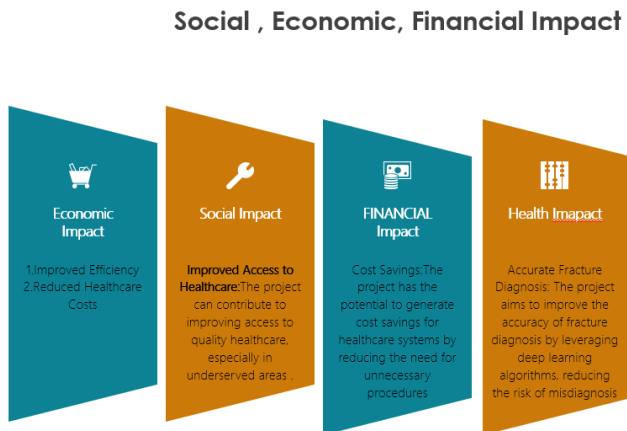 Social , Economic, Financial Impact
Economic
Impact
1.Improved Efficiency
2.Reduced Healthcare
Costs
Social Impact
Improved Access to
Healthcare:The project
can contribute to
improving access to
quality healthcare,
especially in
underserved areas .
FINANCIAL
Impact
Cost Savings:The
project has the
potential to generate
cost savings for
healthcare systems by
reducing the need for
unnecessary
procedures
Health Imapact
Accurate Fracture
Diagnosis: The project
aims to improve the
accuracy of fracture
diagnosis by leveraging
deep learning
algorithms, reducing
the risk of misdiagnosis